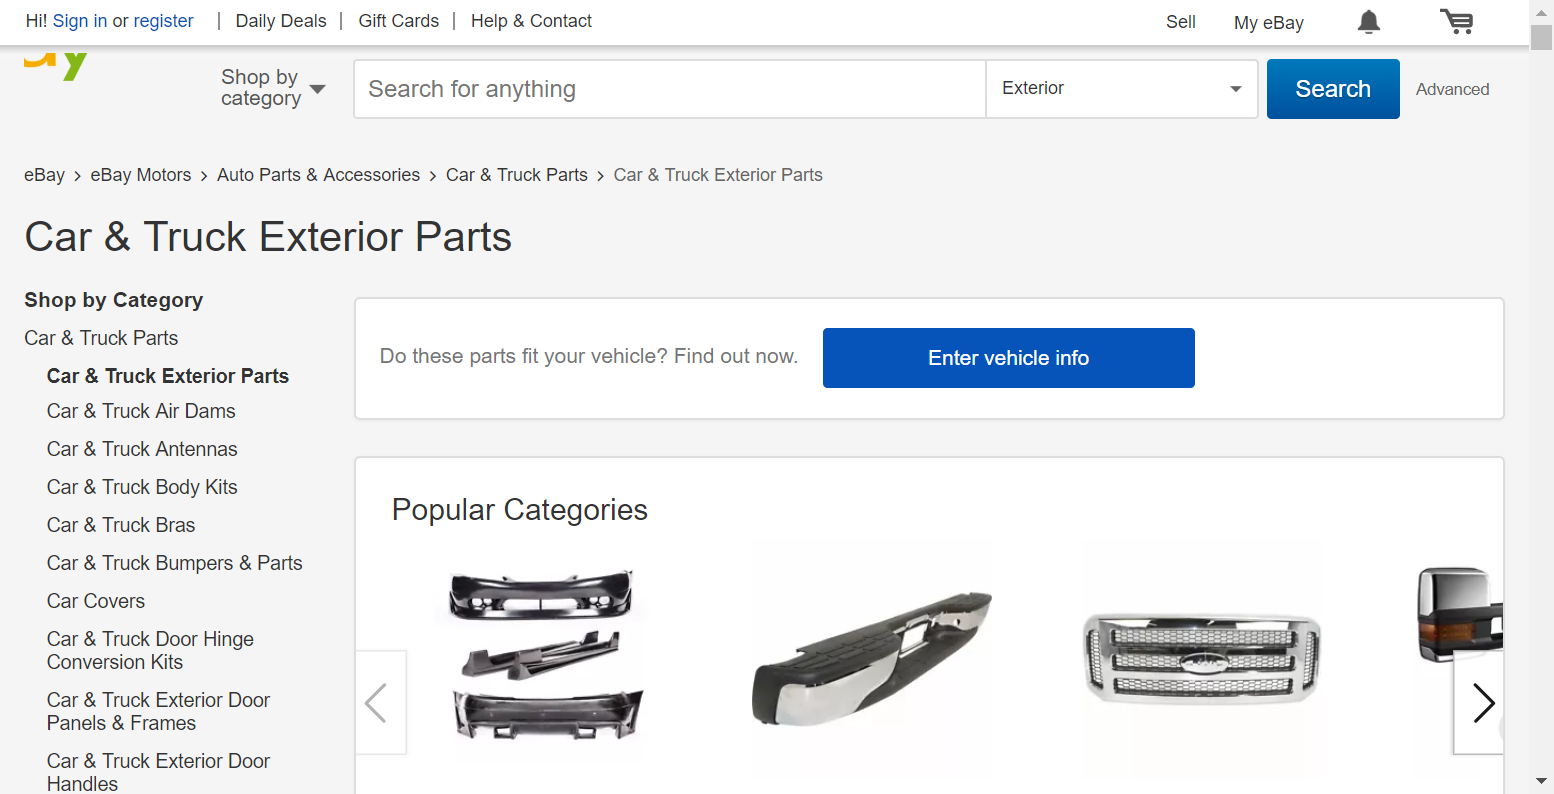 Hi! Sign in or register | Daily Deals | Gift Cards | Help & Contact
Sell My eBay
Shop by category
Search for anything
Exterior
Search
Advanced
eBay > eBay Motors > Auto Parts & Accessories > Car & Truck Parts > Car & Truck Exterior Parts
Car & Truck Exterior Parts
Shop by Category
Car & Truck Parts
Car & Truck Exterior Parts
Car & Truck Air Dams
Car & Truck Antennas
Car & Truck Body Kits
Car & Truck Bras
Car & Truck Bumpers & Parts
Car Covers
Car & Truck Door Hinge
Conversion Kits
Car & Truck Exterior Door
Panels & Frames
Car & Truck Exterior Door
Handles
Do these parts fit your vehicle? Find out now.
Enter vehicle info
Popular Categories